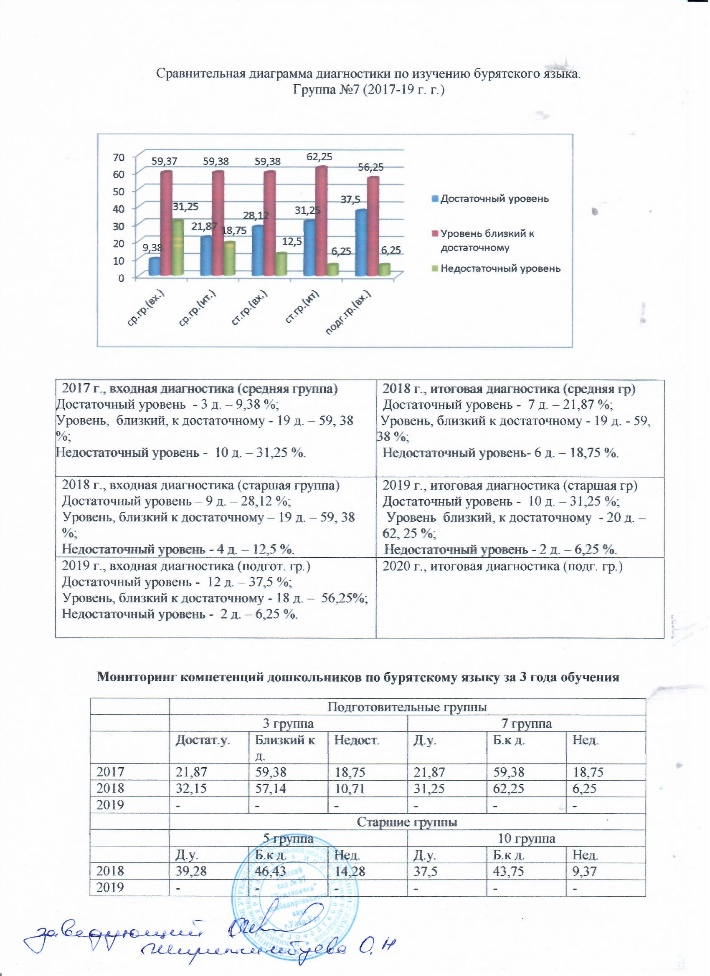 Сравнительная диаграмма диагностики по изучению бурятского языка.
Группа №7 (2017-19 г. г.)
70
60
50
40
30
20
10
0
59,37
59,38
59,38
62,25
56,25
9,38
31,25
21,87
18,75
28,12
12,5
31,25
6,25
37,5
6,25
ср.гр.(вх.)
ср.гр.(ит.)
ст.гр.(вх.)
ст.гр.(ит)
подг.гр.(вх.)
Достаточный уровень
Уровень близкий к
достаточному
Недостаточный уровень
2017 г., входная диагностика (средняя группа)
Достаточный уровень - 3 д. – 9,38 %;
Уровень, близкий, к достаточному - 19 д. – 59, 38
%;
Недостаточный уровень - 10 д. – 31,25 %.
2018 г., итоговая диагностика (средняя гр)
Достаточный уровень - 7 д. – 21,87 %;
Уровень, близкий к достаточному - 19 д. - 59,
38 %;
Недостаточный уровень- 6 д. – 18,75 %.
2018 г., входная диагностика (старшая группа)
Достаточный уровень – 9 д. – 28,12 %;
Уровень, близкий к достаточному – 19 д. – 59, 38
%;
Недостаточный уровень - 4 д. – 12,5 %.
2019 г., итоговая диагностика (старшая гр)
Достаточный уровень - 10 д. – 31,25 %;
Уровень близкий, к достаточному - 20 д. –
62, 25 %;
Недостаточный уровень - 2 д. – 6,25 %.
2019 г., входная диагностика (подгот. гр.)
Достаточный уровень - 12 д. – 37,5 %;
Уровень, близкий к достаточному - 18 д. – 56,25%;
Недостаточный уровень - 2 д. – 6,25 %.
2020 г., итоговая диагностика (подг. гр.)
Мониторинг компетенций дошкольников по бурятскому языку за 3 года обучения
Подготовительные группы
3 группа 7 группа
Достат.у. Близкий к Недост. Д.у. Б.к д. Нед.
д.
2017 21,87 59,38 18,75 21,87 59,38 18,75
2018 32,15 57,14 10,71 31,25 62,25 6,25
2019 - - - - - -
Старшие группы
5 группа 10 группа
Д.у. Б.к д. Нед. Д.у. Б.к д. Нед.
2018 39,28 46,43 14,28 37,5 43,75 9,37
2019 - - - - - -
заведующий
О.Н